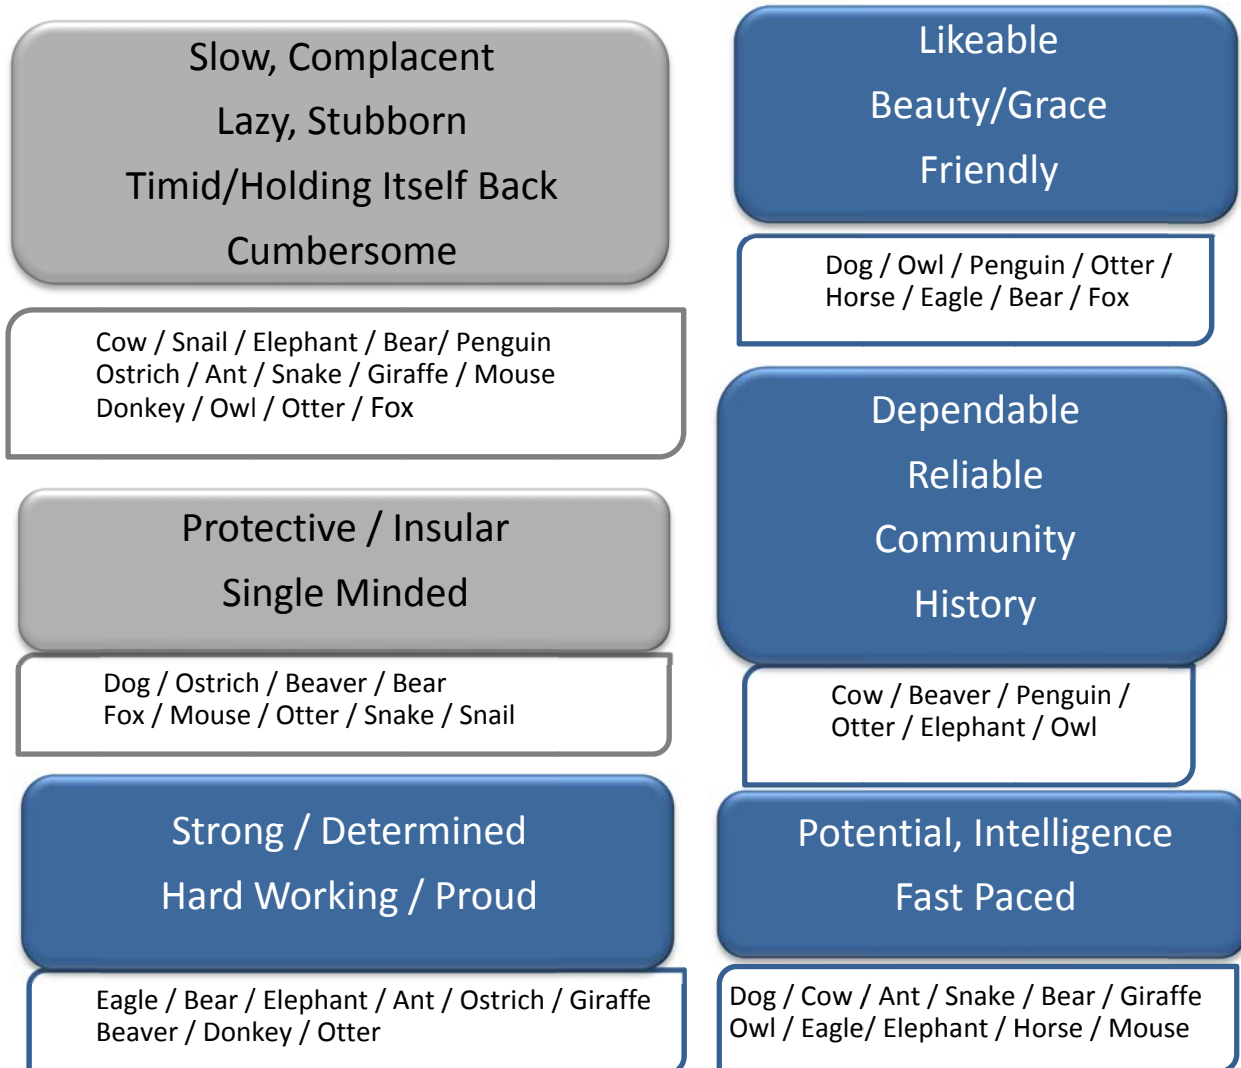 Slow, Complacent
Lazy, Stubborn
Timid/Holding Itself Back
Cumbersome
Cow / Snail / Elephant / Bear/ Penguin
Ostrich / Ant / Snake / Giraffe / Mouse
Donkey / Owl / Otter / Fox
Protective / Insular
Single Minded
Dog / Ostrich / Beaver / Bear
Fox / Mouse / Otter / Snake / Snail
Strong / Determined
Hard Working / Proud
Eagle / Bear / Elephant / Ant / Ostrich / Giraffe
Beaver / Donkey / Otter
Likeable
Beauty/Grace
Friendly
Dog / Owl / Penguin / Otter /
Horse / Eagle / Bear / Fox
Dependable
Reliable
Community
History
Cow / Beaver / Penguin /
Otter / Elephant / Owl
Potential, Intelligence
Fast Paced
Dog / Cow / Ant / Snake / Bear / Giraffe
Owl / Eagle/ Elephant / Horse / Mouse